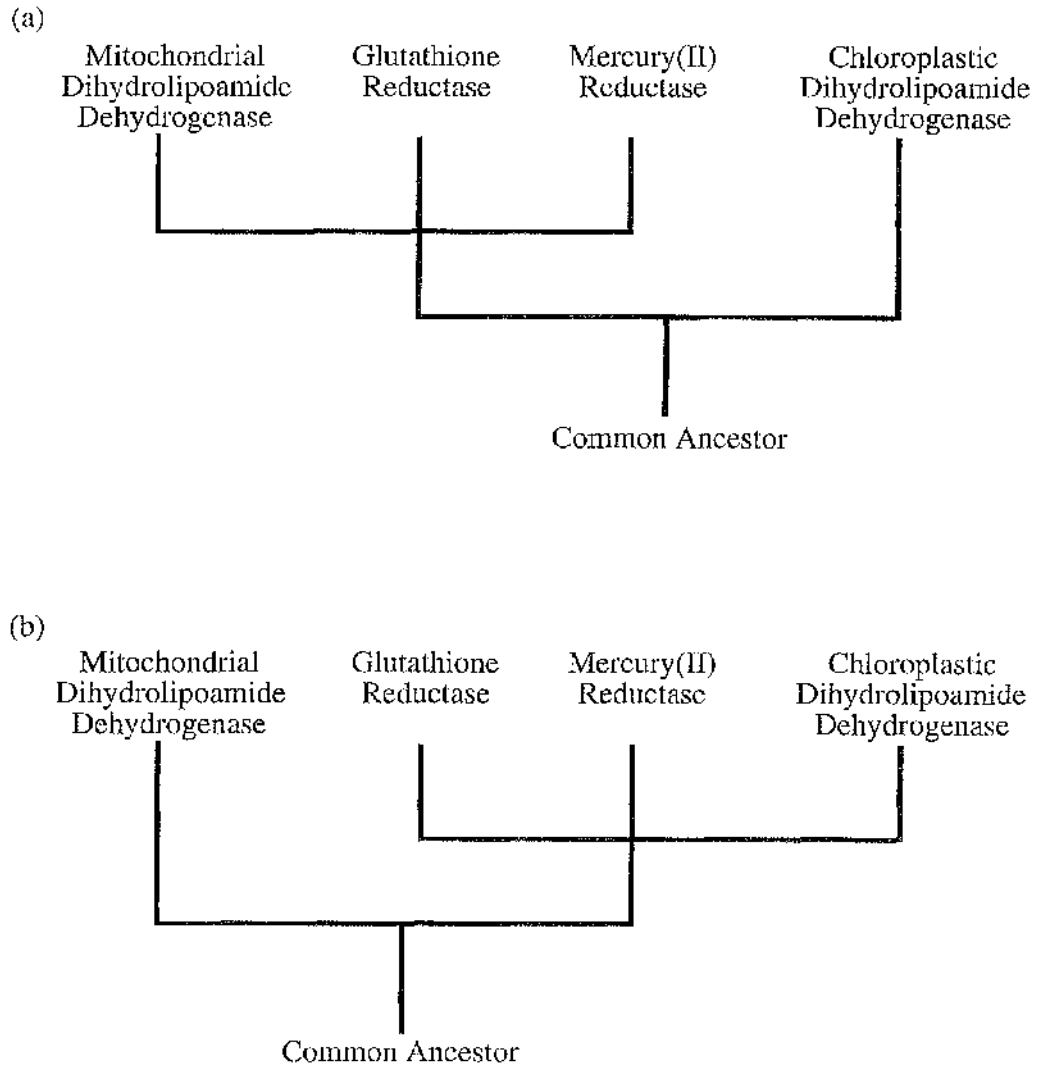 (a)
Mitochondrial
Dihydrolipoamide
Dehydrogenase
Glutathione
Reductase
Mercury(II)
Reductase
Chloroplastic
Dihydrolipoamide
Dehydrogenase
Common Ancestor
(b)
Mitochondrial
Dihydrolipoamide
Dehydrogenase
Glutathione
Reductase
Mercury(II)
Reductase
Chloroplastic
Dihydrolipoamide
Dehydrogenase
Common Ancestor